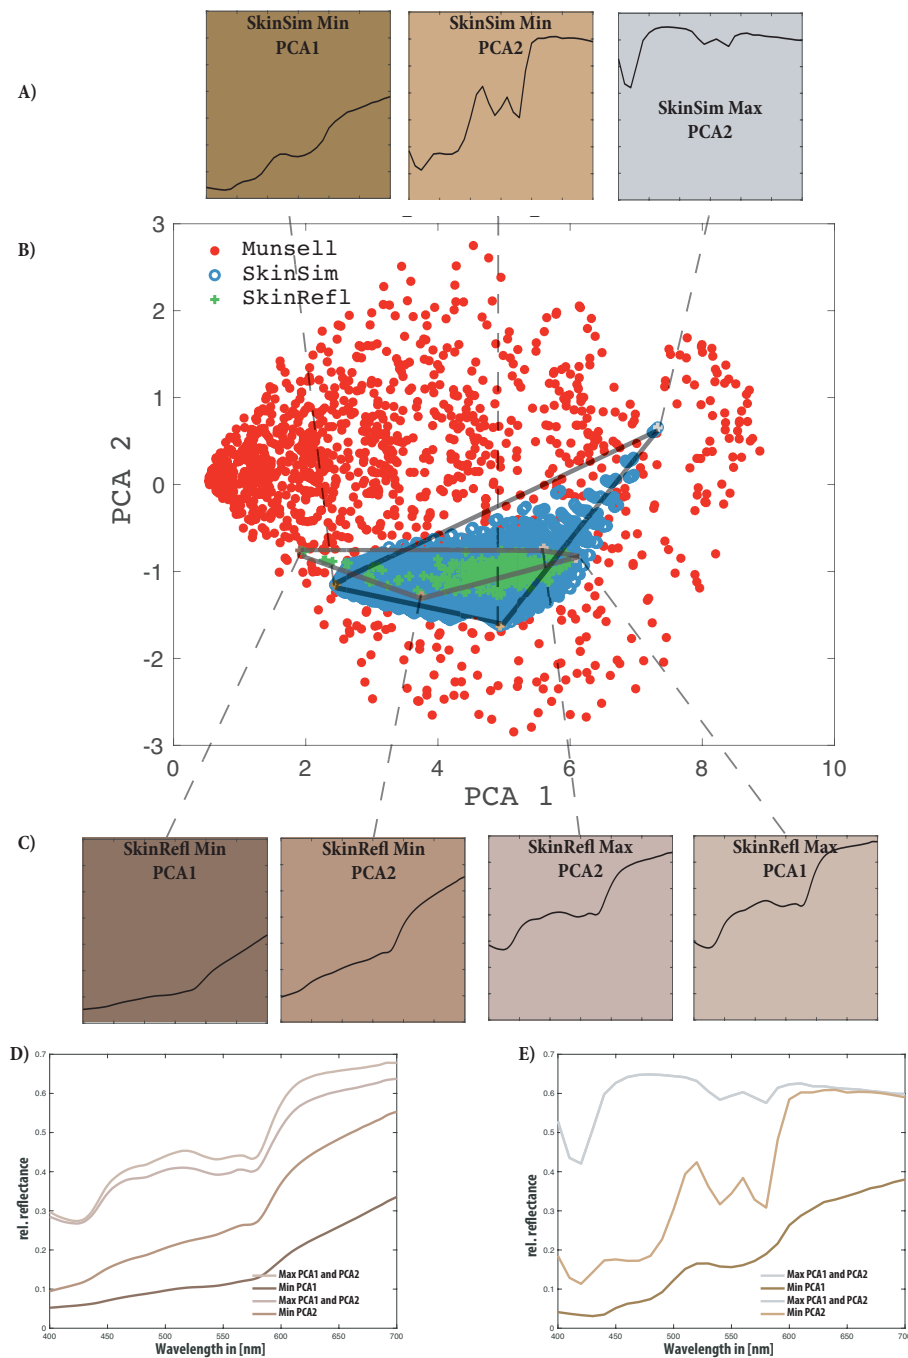 SkinSim Min
PCA1
SkinSim Min
PCA2
SkinSim Max
PCA2
A)
B)
Munsell
SkinSim
SkinRefl
3
2
1
0
-1
-2
-3
PCA 2
0
2
4
6
8
10
PCA 1
C)
SkinRefl Min
PCA1
SkinRefl Min
PCA2
SkinRefl Max
PCA2
SkinRefl Max
PCA1
D)
0.7
0.6
0.5
0.4
0.3
0.2
0.1
0
rel. reflectance
Max PCA1 and PCA2
Min PCA1
Max PCA1 and PCA2
Min PCA2
400
450
500
550
600
650
700
Wavelength in [nm]
E)
0.7
0.6
0.5
0.4
0.3
0.2
0.1
0
rel. reflectance
Max PCA1 and PCA2
Min PCA1
Max PCA1 and PCA2
Min PCA2
400
450
500
550
600
650
700
Wavelength in [nm]